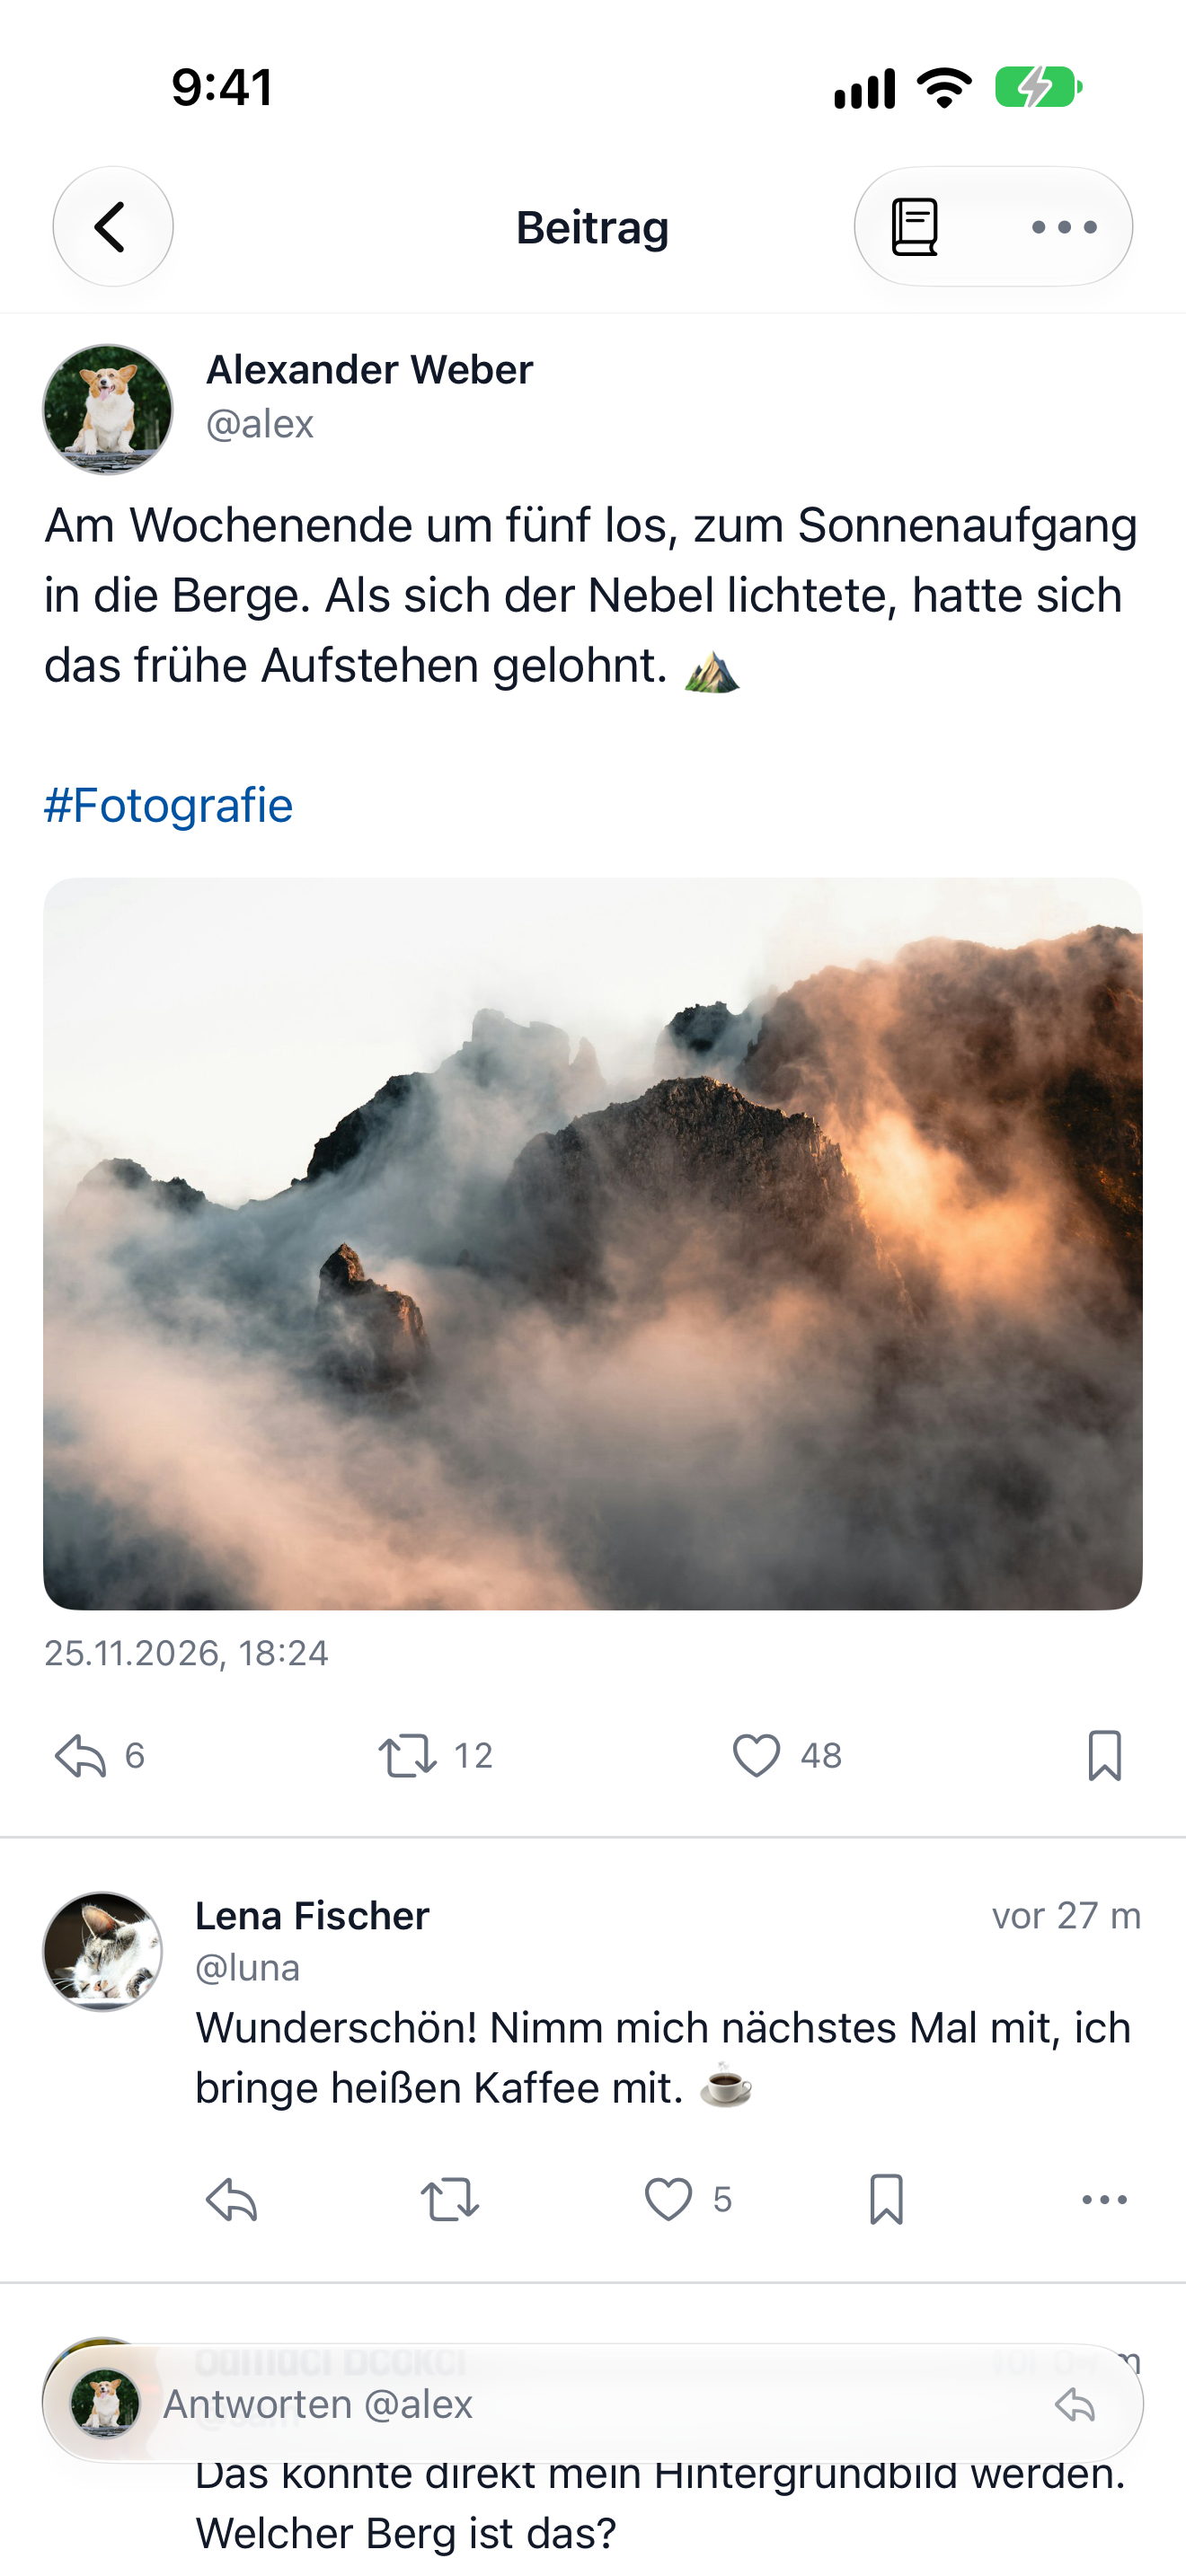 9:41
Beitrag
Alexander Weber
@alex
Am Wochenende um fünf los, zum Sonnenaufgang
in die Berge. Als sich der Nebel lichtete, hatte sich
das frühe Aufstehen gelohnt. ⛰️
#Fotografie
25.11.2026, 18:24
6 12 48
Lena Fischer
vor 27 m
@luna
Wunderschön! Nimm mich nächstes Mal mit, ich
bringe heißen Kaffee mit. ☕
5
Antworten @alex
Das könnte direkt mein Hintergrundbild werden.
Welcher Berg ist das?